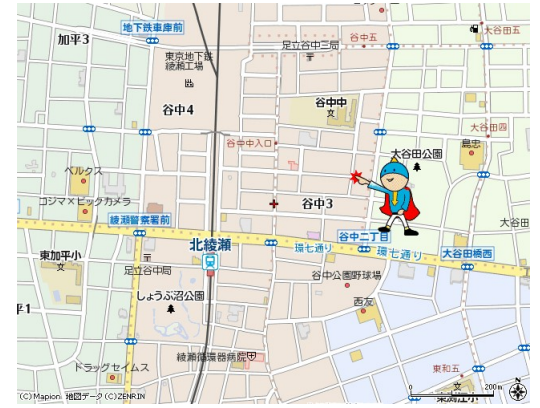 地下鉄車庫前
加平3
谷中五
大谷田五
足立谷中三局
東京地下鉄
綾瀬工場
谷中中
文
谷中4
大谷田四
谷中中入口
大谷田公園
島忠
ベルクス
コジマ×ビックカメラ
谷中3
綾瀬警察署前
大谷田
北綾瀬
谷中二丁目
環七通り
環七通り
大谷田橋西
東加平小
文
足立谷中局
谷中公園野球場
しょうぶ沼公園
西友
平1
綾瀬循環器病院
ドラッグセイムス
東和五
文
(C)Mapion 地図データ(C)ZENRIN
0
200m